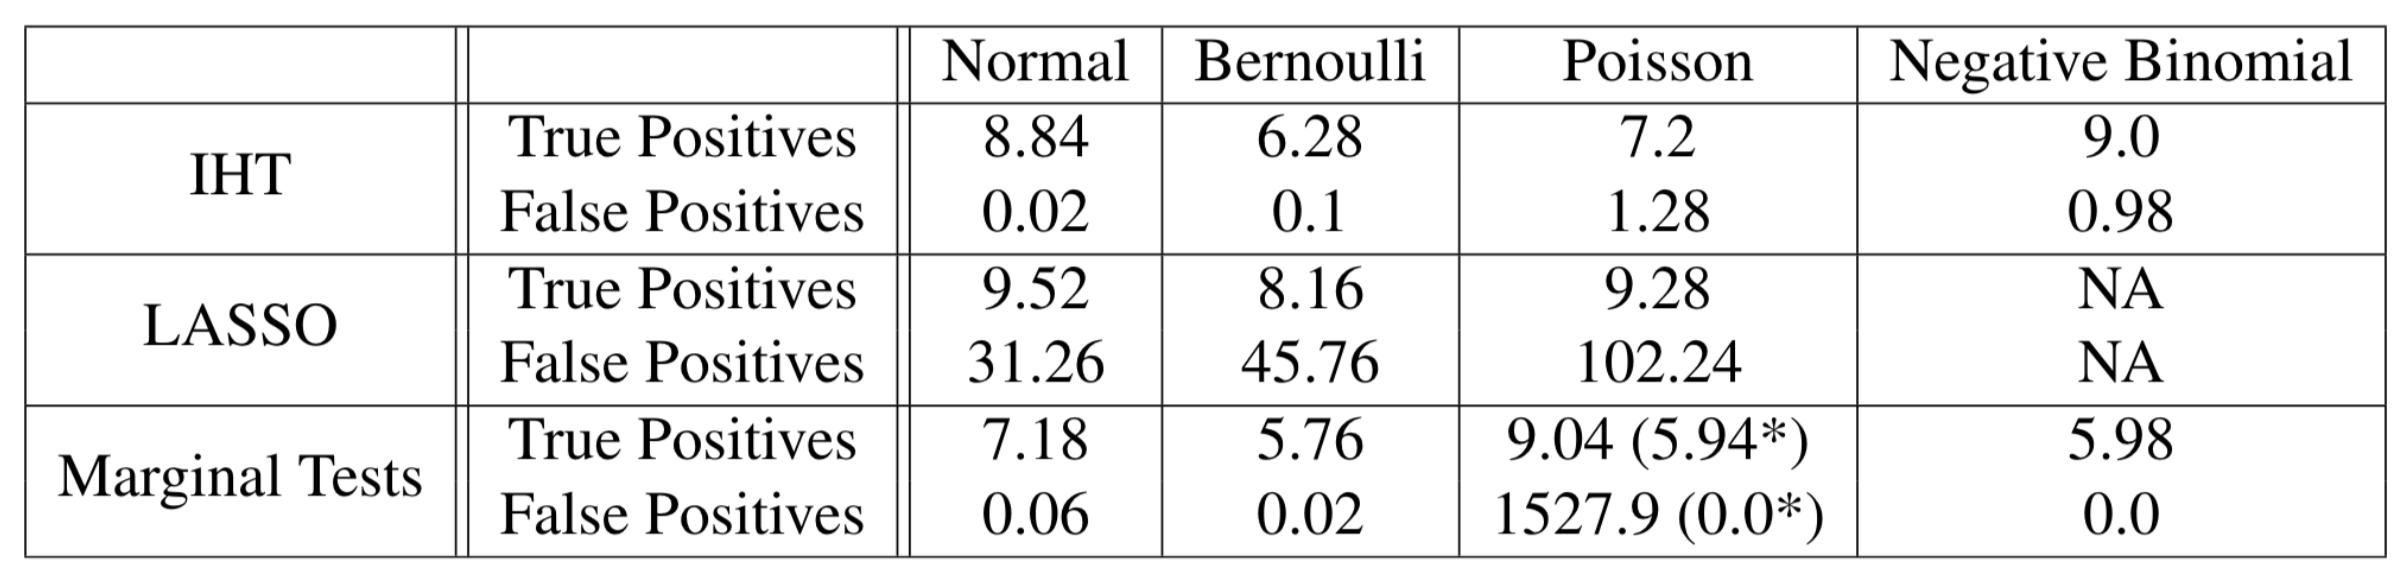 Normal Bernoulli Poisson Negative Binomial
IHT True Positives 8.84 6.28 7.2 9.0
False Positives 0.02 0.1 1.28 0.98
LASSO True Positives 9.52 8.16 9.28 NA
False Positives 31.26 45.76 102.24 NA
Marginal Tests True Positives 7.18 5.76 9.04 (5.94*) 5.98
False Positives 0.06 0.02 1527.9 (0.0*) 0.0